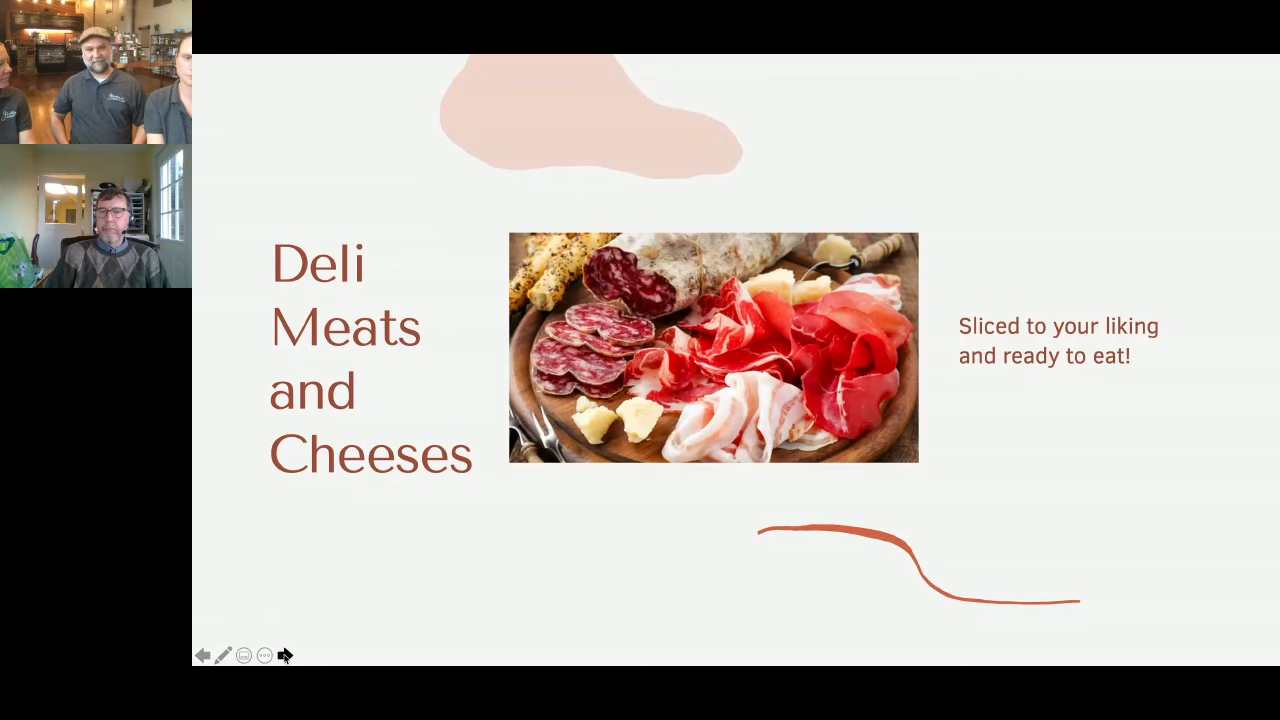 Deli
Meats
and
Cheeses
Sliced to your liking
and ready to eat!